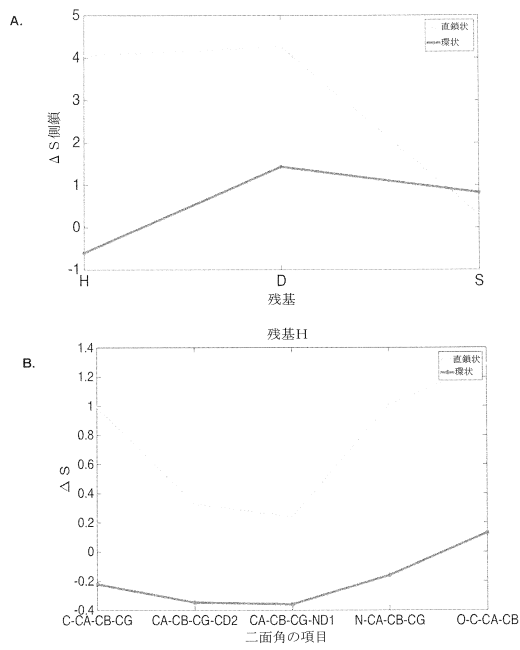 A.
5
4
3
2
1
0
-1
ΔS側鎖
直鎖状
環状
H
D
S
残基
B.
残基H
1.4
1.2
1
0.8
0.6
0.4
0.2
0
-0.2
-0.4
ΔS
直鎖状
環状
C-CA-CB-CG
CA-CB-CG-CD2
CA-CB-CG-ND1
N-CA-CB-CG
O-C-CA-CB
二面角の項目